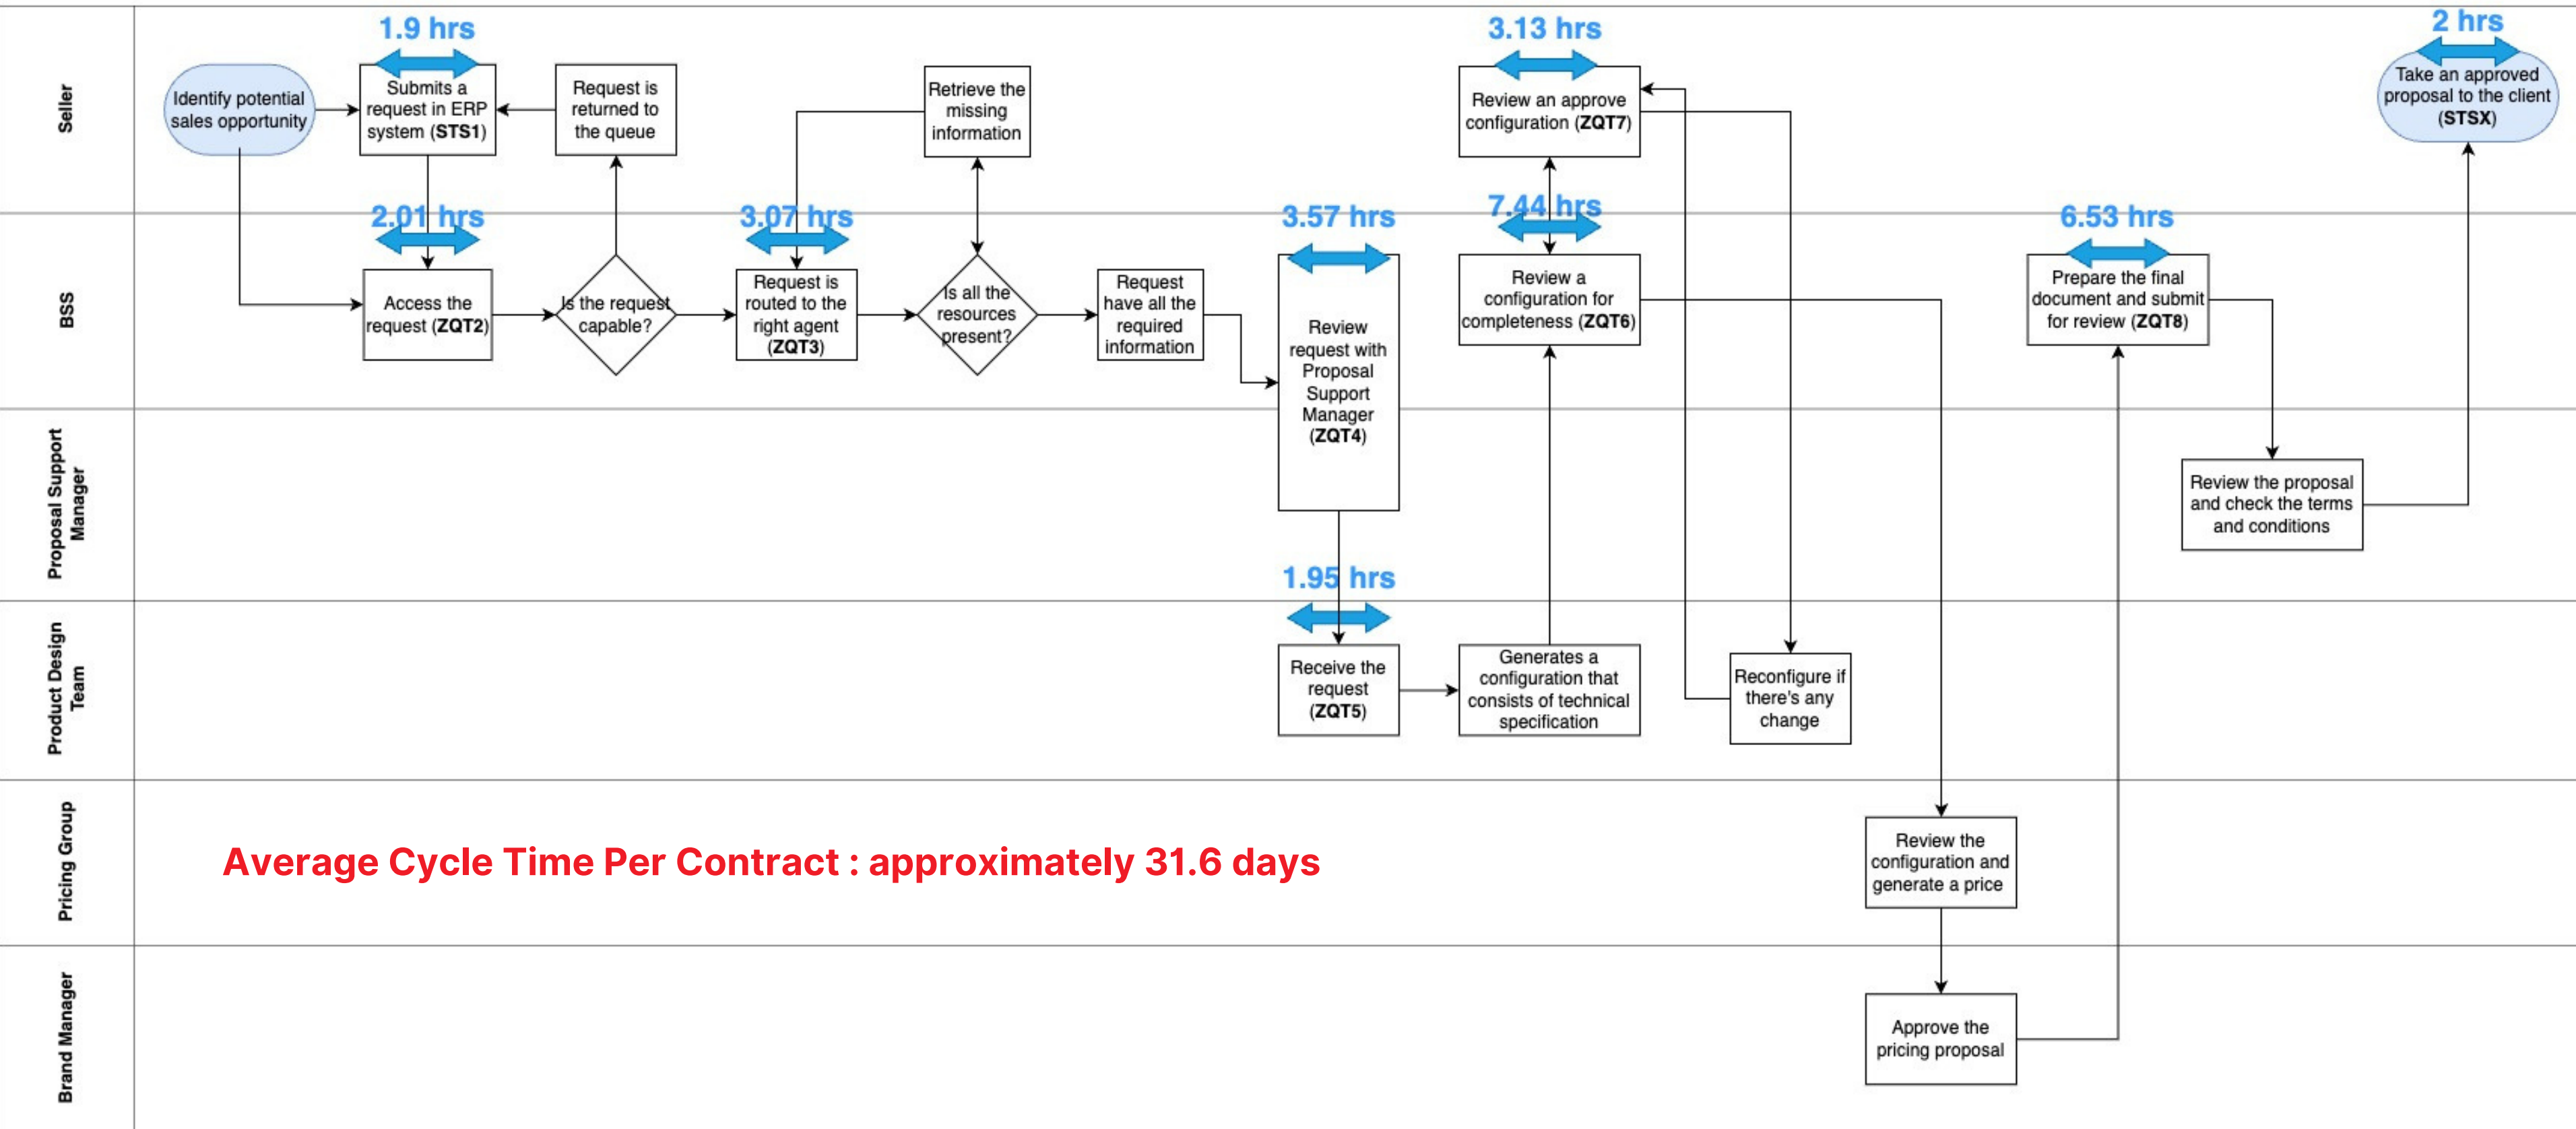 1.9 hrs
3.13 hrs
2 hrs
Seller
Identify potential
sales opportunity
Submits a
request in ERP
system (STS1)
Request is
returned to
the queue
Retrieve the
missing
information
Review an approve
configuration (ZQT7)
Take an approved
proposal to the client
(STSX)
2.01 hrs
3.07 hrs
3.57 hrs
7.44 hrs
6.53 hrs
BSS
Access the
request (ZQT2)
Is the request
capable?
Request is
routed to the
right agent
(ZQT3)
Is all the
resources
present?
Request
have all the
required
information
Review
request with
Proposal
Support
Manager
(ZQT4)
Review a
configuration for
completeness (ZQT6)
Prepare the final
document and submit
for review (ZQT8)
Proposal Support
Manager
Review the proposal
and check the terms
and conditions
1.95 hrs
Product Design
Team
Receive the
request
(ZQT5)
Generates a
configuration that
consists of technical
specification
Reconfigure if
there's any
change
Pricing Group
Average Cycle Time Per Contract : approximately 31.6 days
Review the
configuration and
generate a price
Brand Manager
Approve the
pricing proposal